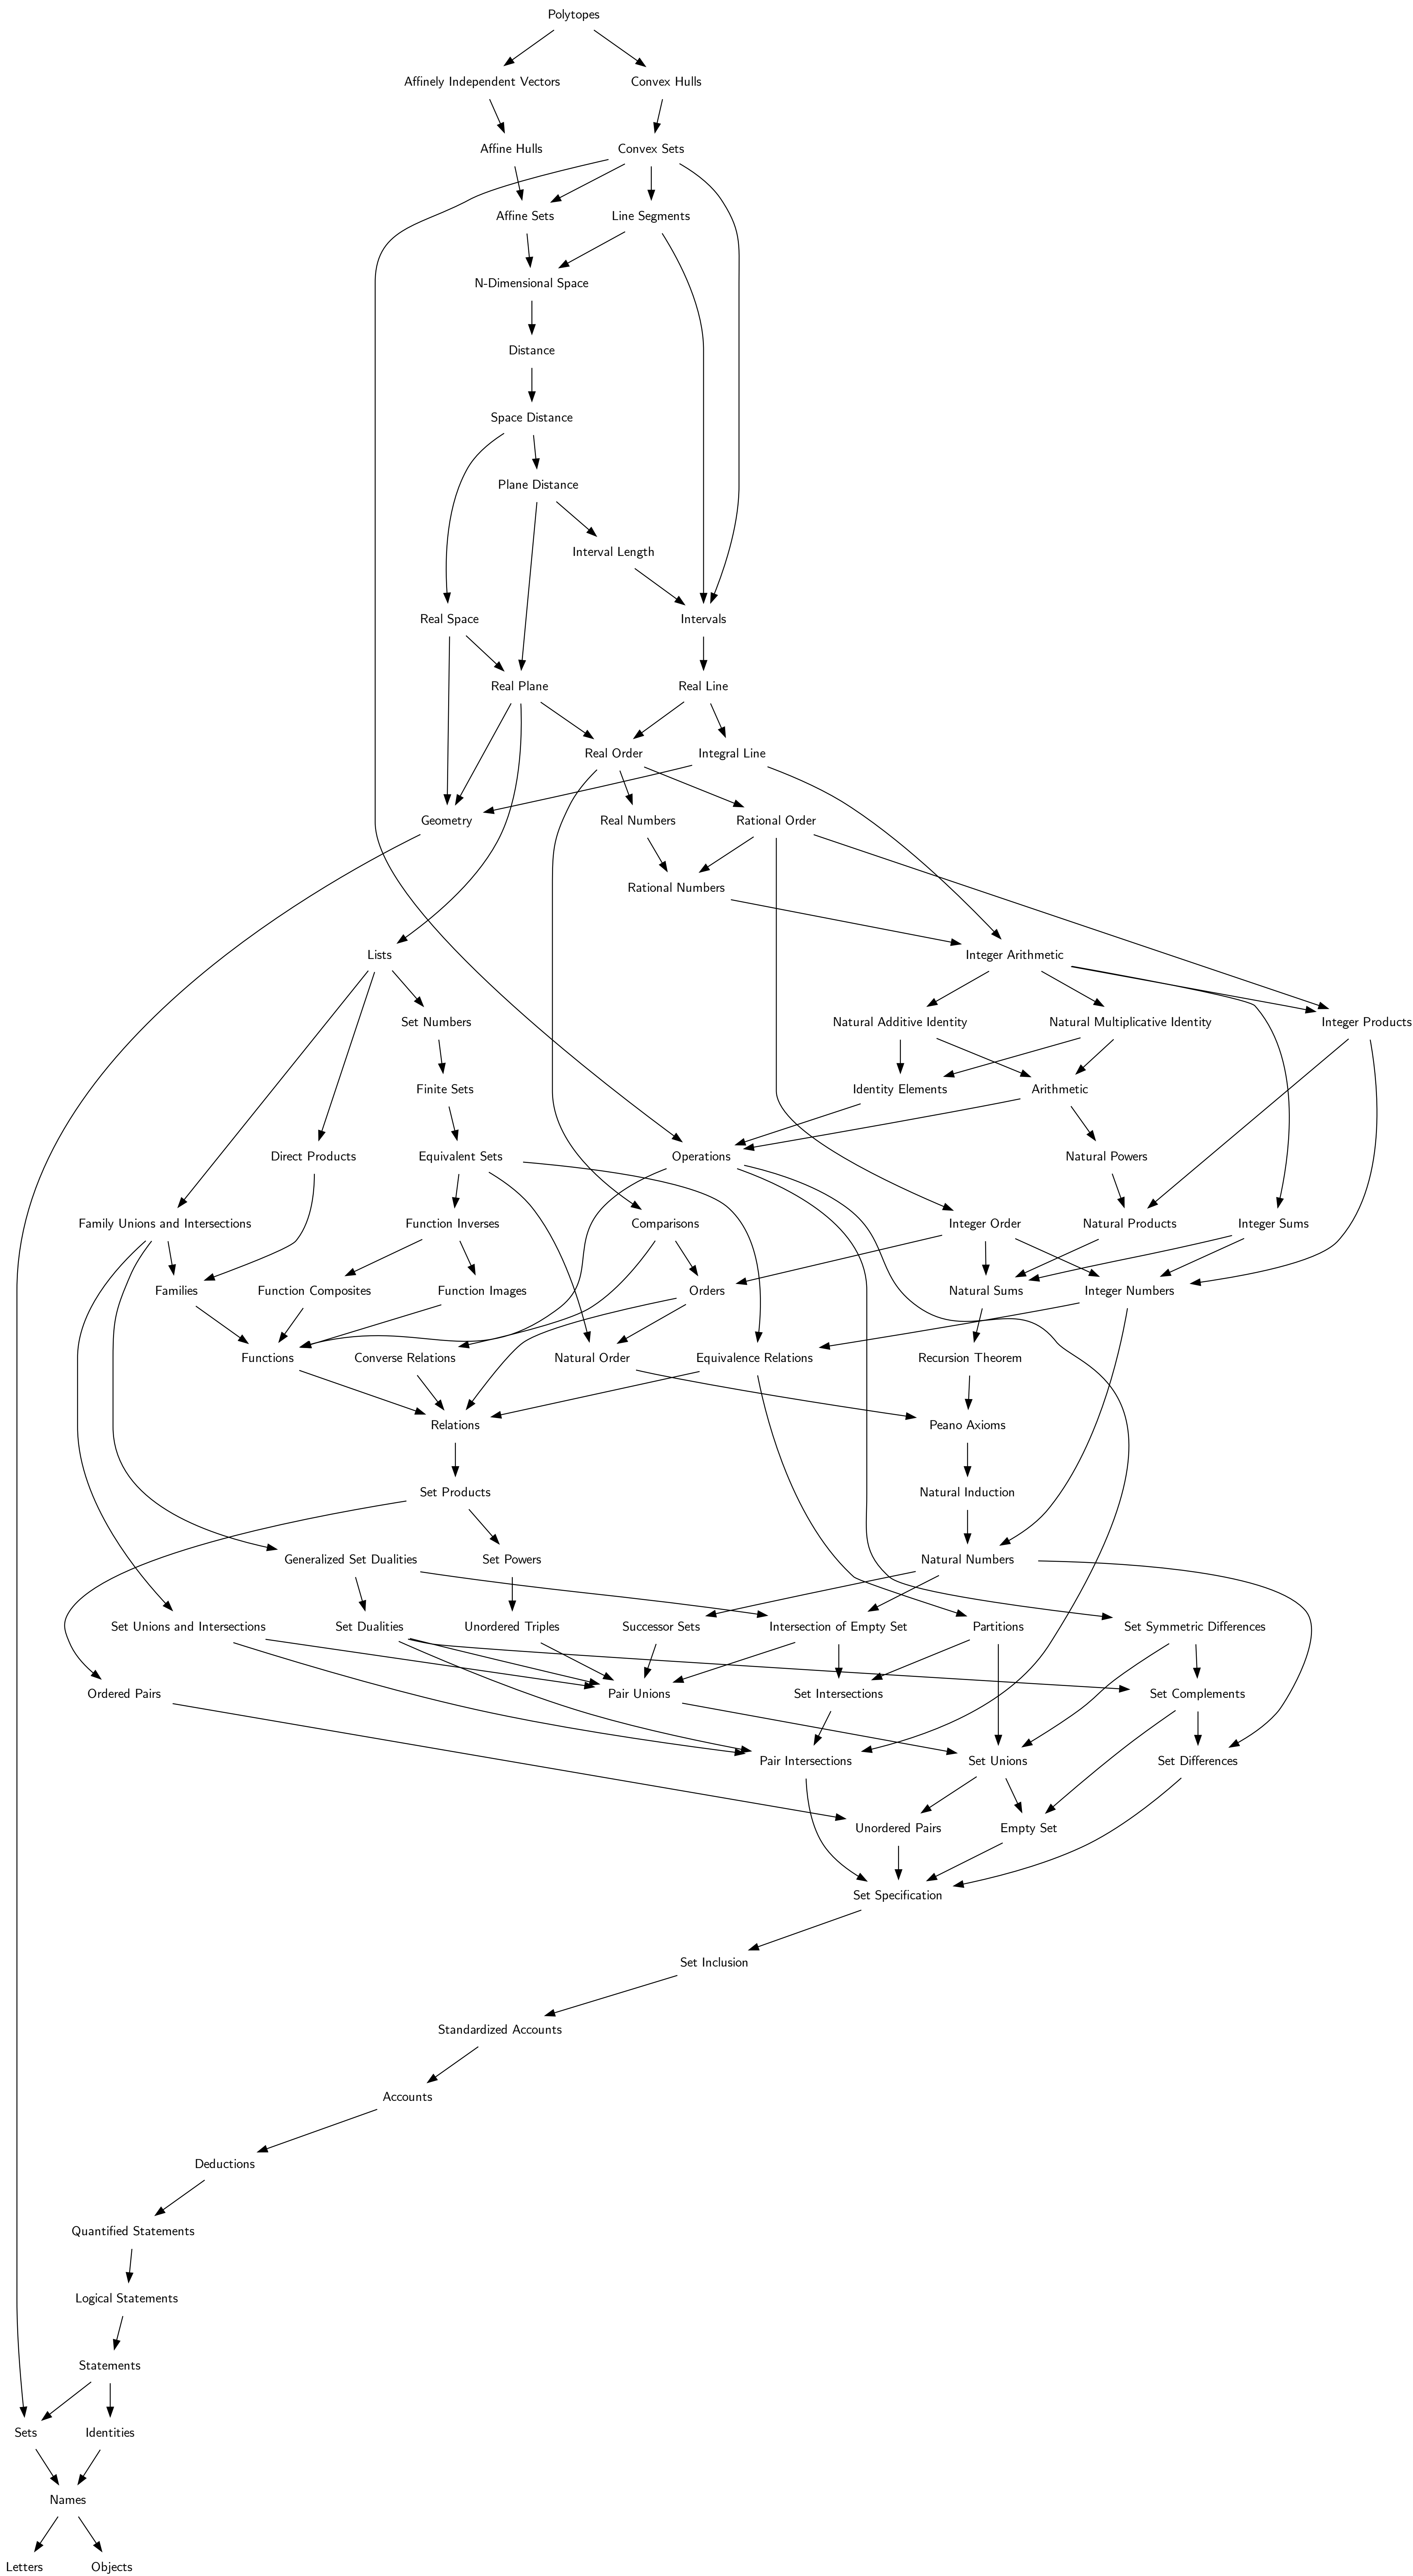 Polytopes
Affinely Independent Vectors
Convex Hulls
Affine Hulls
Convex Sets
Affine Sets
Line Segments
N-Dimensional Space
Distance
Space Distance
Plane Distance
Interval Length
Real Space
Intervals
Real Plane
Real Line
Real Order
Integral Line
Geometry
Real Numbers
Rational Order
Rational Numbers
Lists
Integer Arithmetic
Set Numbers
Natural Additive Identity
Natural Multiplicative Identity
Integer Products
Finite Sets
Identity Elements
Arithmetic
Direct Products
Equivalent Sets
Operations
Natural Powers
Family Unions and Intersections
Function Inverses
Comparisons
Integer Order
Natural Products
Integer Sums
Families
Function Composites
Function Images
Orders
Natural Sums
Integer Numbers
Functions
Converse Relations
Natural Order
Equivalence Relations
Recursion Theorem
Relations
Peano Axioms
Set Products
Natural Induction
Generalized Set Dualities
Set Powers
Natural Numbers
Set Unions and Intersections
Set Dualities
Unordered Triples
Successor Sets
Intersection of Empty Set
Partitions
Set Symmetric Differences
Ordered Pairs
Pair Unions
Set Intersections
Set Complements
Pair Intersections
Set Unions
Set Differences
Unordered Pairs
Empty Set
Set Specification
Set Inclusion
Standardized Accounts
Accounts
Deductions
Quantified Statements
Logical Statements
Statements
Sets
Identities
Names
Letters
Objects